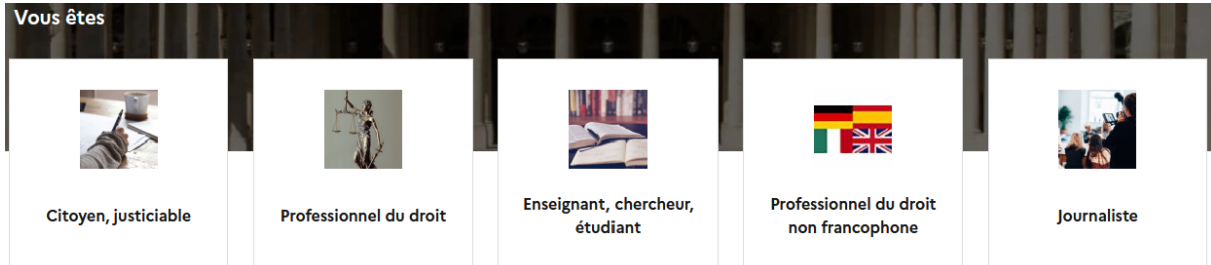 Vous êtes
Citoyen, justiciable
Professionnel du droit
Enseignant, chercheur,
étudiant
Professionnel du droit
non francophone
Journaliste